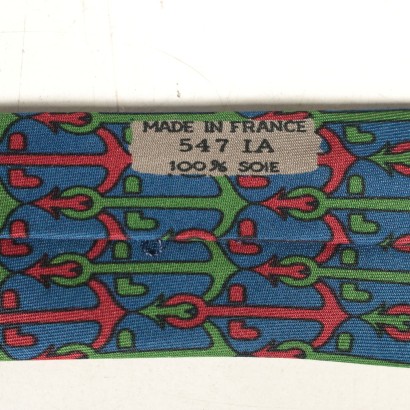 MADE IN FRANCE
547 IA
100% SOIE